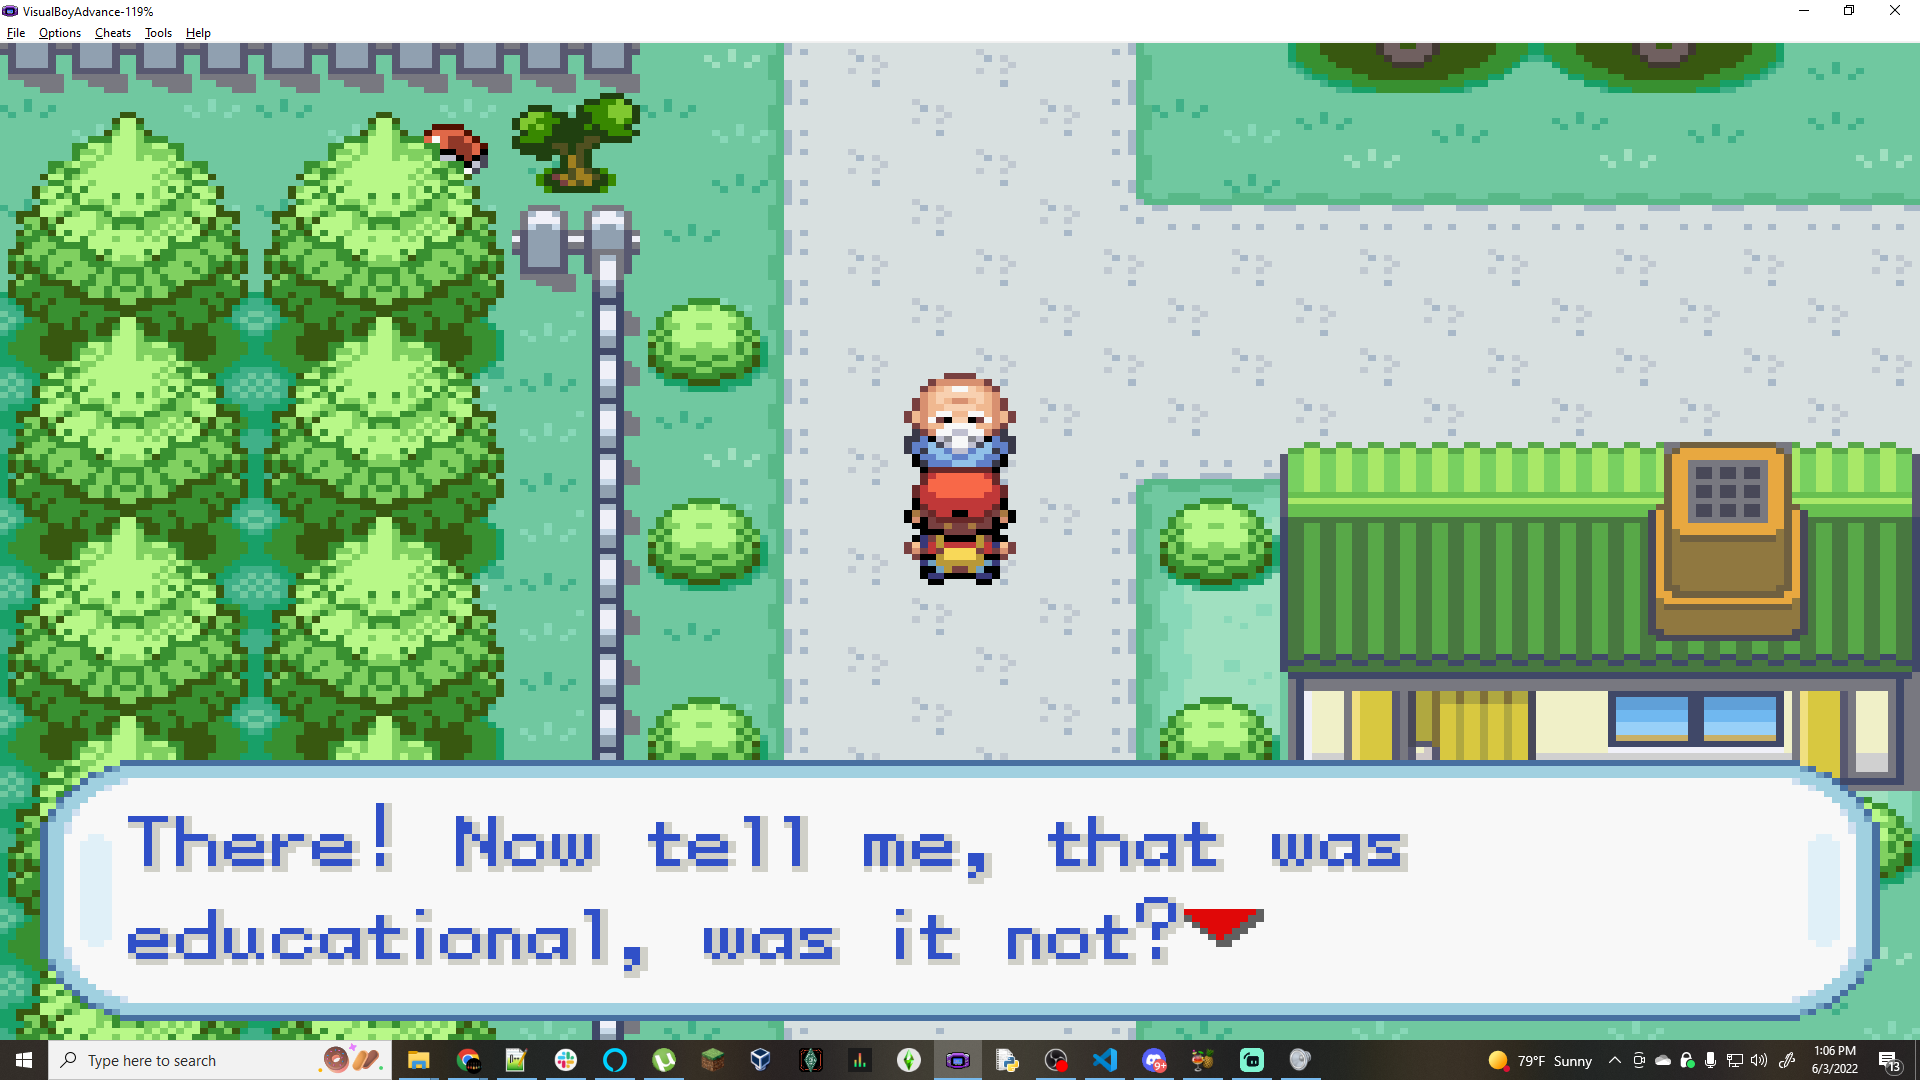 VisualBoyAdvance-119%
File Options Cheats Tools Help
There! Now tell me, that was
educational, was it not?
Type here to search
9+
79°F Sunny
1:06 PM
6/3/2022
13